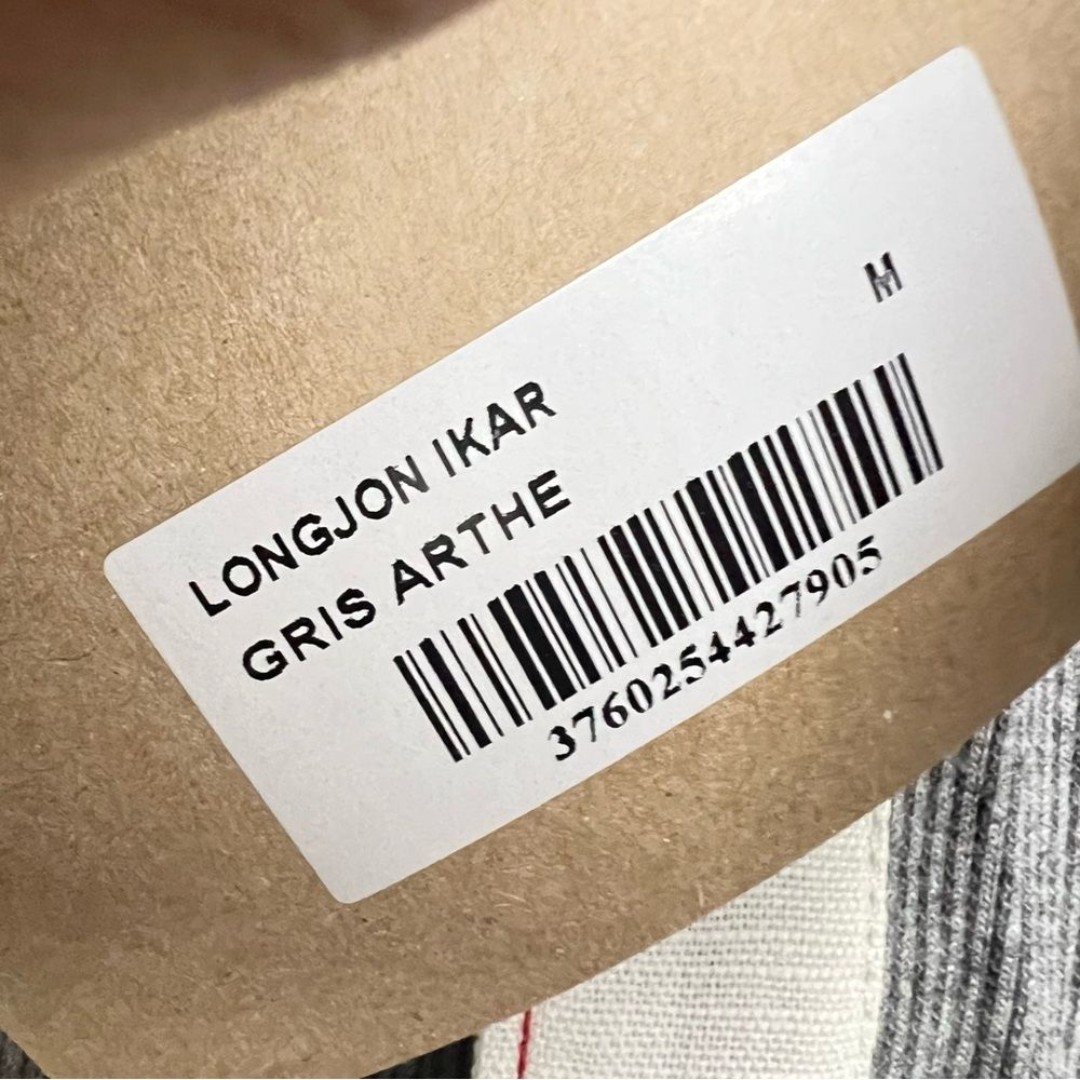 M
LONGJON IKAR
GRIS ARTHE
3760254427905